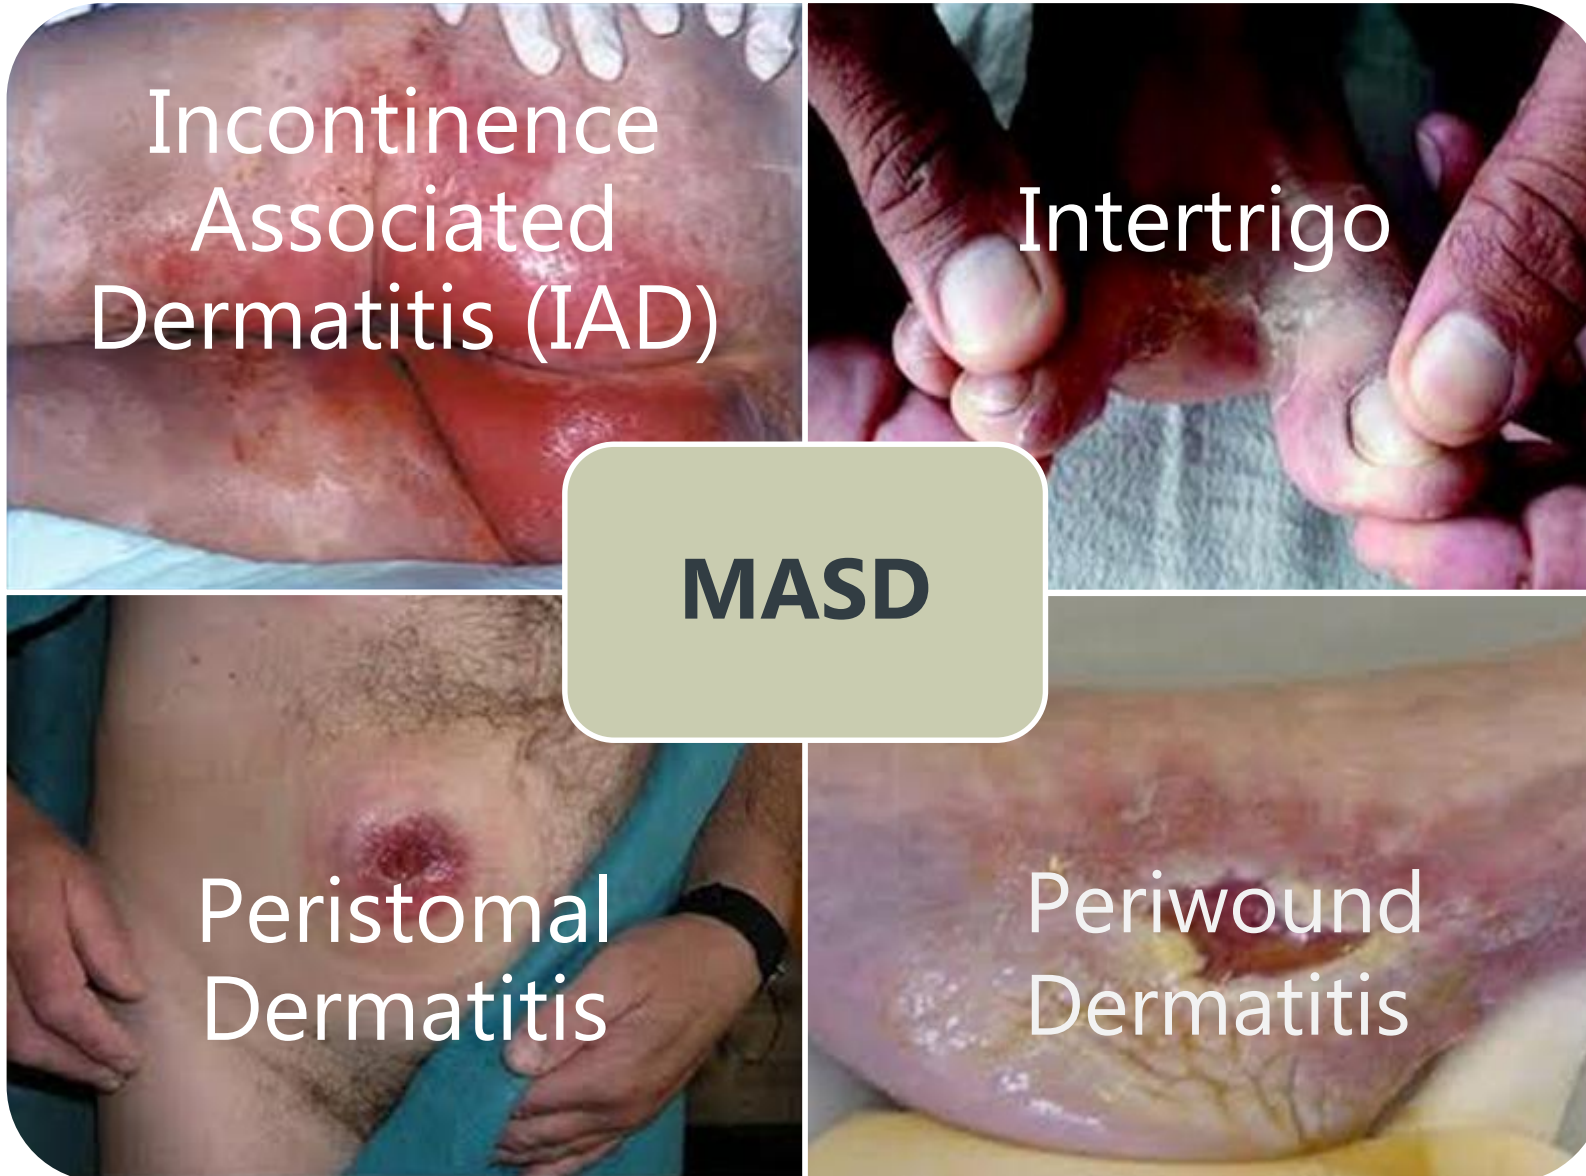 Incontinence
Associated
Dermatitis (IAD)
Intertrigo
MASD
Peristomal
Dermatitis
Periwound
Dermatitis